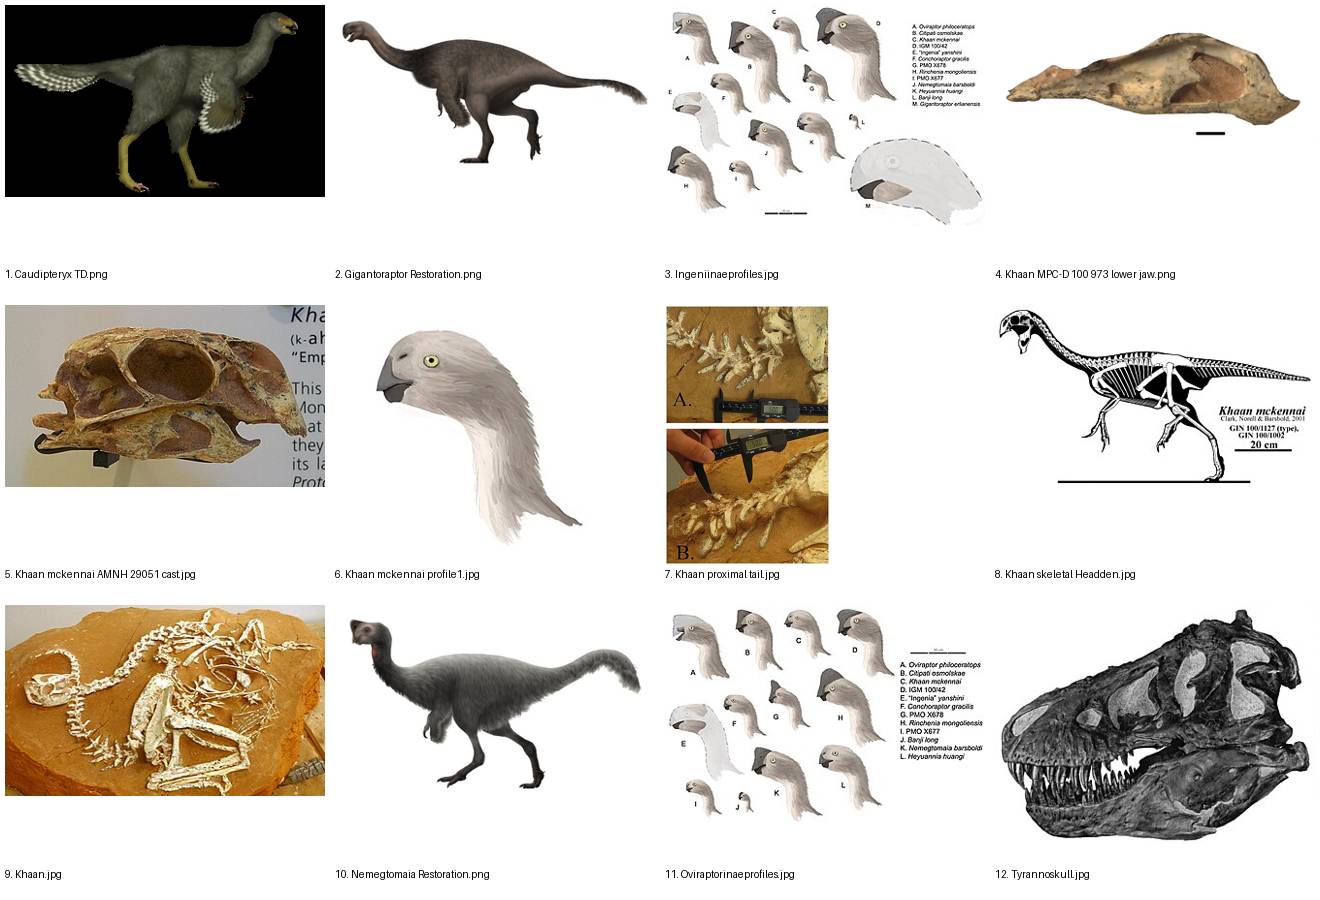 A
B
C
D
A. Oviraptor philoceratops
B. Citipati osmolskae
C. Khaan mckennai
D. IGM 100/42
E. "Ingenia" yanshini
F. Conchoraptor gracilis
G. PMO X678
H. Rinchenia mongoliensis
I. PMO X677
J. Nemegtomaia barsboldi
K. Heyuannia huangi
L. Banji long
M. Gigantoraptor erlianensis
E
F
G
L
J
K
H
I
M
1. Caudipteryx TD.png
2. Gigantoraptor Restoration.png
3. Ingeniinaeprofiles.jpg
4. Khaan MPC-D 100 973 lower jaw.png
Kha
(k-ah
"Emp
This
Mon
at
they
its la
Proto
A.
B.
Khaan mckennai
Clark, Norell & Barsbold, 2001
GIN 100/1127 (type),
GIN 100/1002
20 cm
5. Khaan mckennai AMNH 29051 cast.jpg
6. Khaan mckennai profile1.jpg
7. Khaan proximal tail.jpg
8. Khaan skeletal Headden.jpg
A
B
C
D
A. Oviraptor philoceratops
B. Citipati osmolskae
C. Khaan mckennai
D. IGM 100/42
E. "Ingenia" yanshini
F. Conchoraptor gracilis
G. PMO X678
H. Rinchenia mongoliensis
I. PMO X677
J. Banji long
K. Nemegtomaia barsboldi
L. Heyuannia huangi
E
F
G
H
I
J
K
L
9. Khaan.jpg
10. Nemegtomaia Restoration.png
11. Oviraptorinaeprofiles.jpg
12. Tyrannoskull.jpg